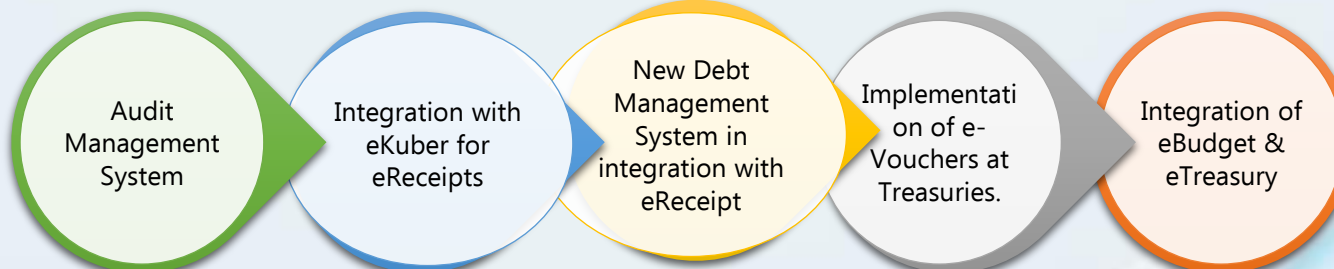 Audit
Management
System
Integration with
eKuber for
eReceipts
New Debt
Management
System in
integration with
eReceipt
Implementati
on of e-
Vouchers at
Treasuries.
Integration of
eBudget &
eTreasury